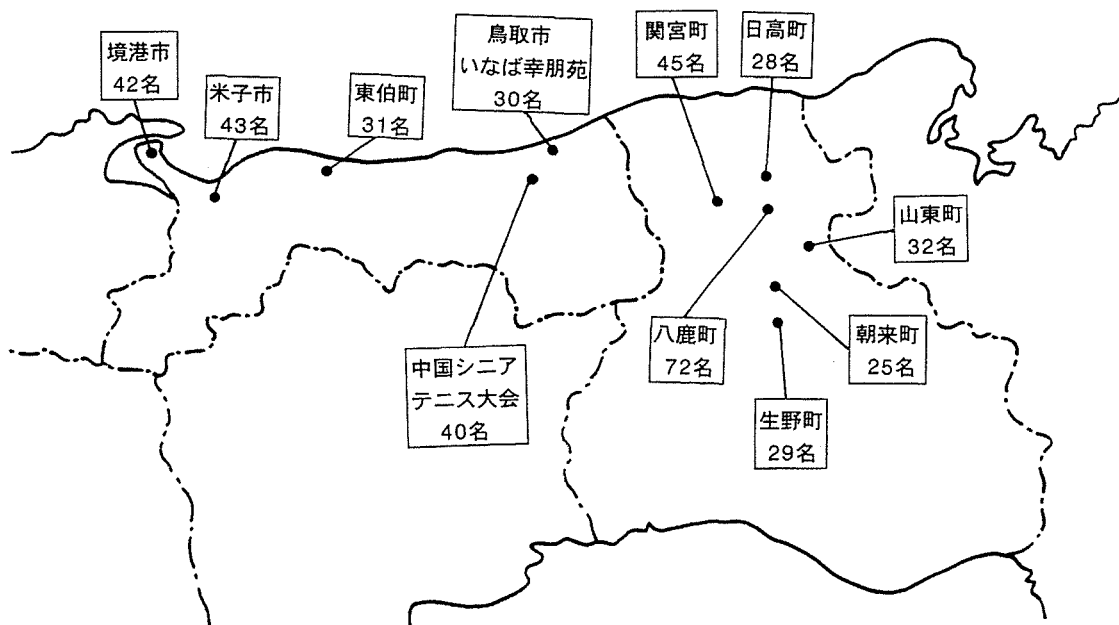 境港市
42名
米子市
43名
東伯町
31名
鳥取市
いなば幸朋苑
30名
関宮町
45名
日高町
28名
山東町
32名
八鹿町
72名
朝来町
25名
生野町
29名
中国シニア
テニス大会
40名